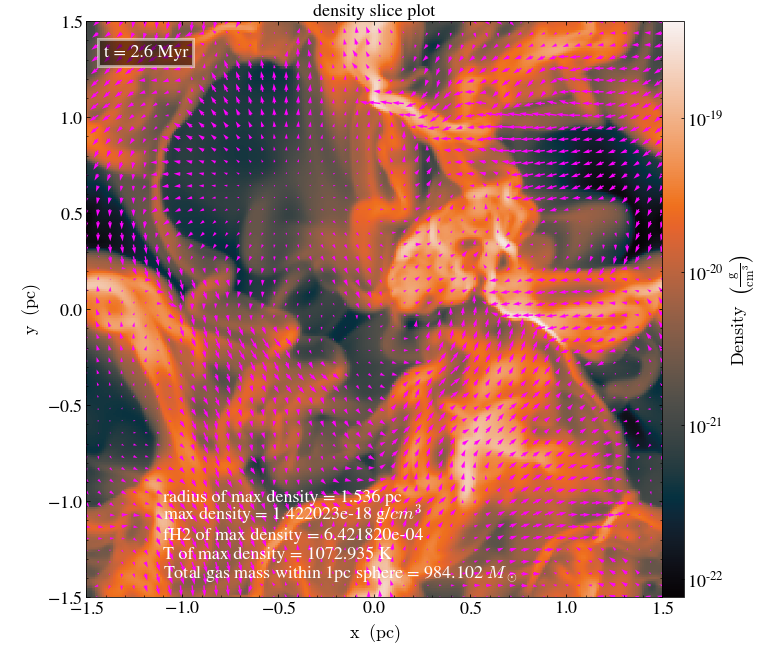 density slice plot
t = 2.6 Myr
1.5
1.0
0.5
0.0
−0.5
−1.0
−1.5
y (pc)
radius of max density = 1.536 pc
max density = 1.422023e-18 g/cm³
fH2 of max density = 6.421820e-04
T of max density = 1072.935 K
Total gas mass within 1pc sphere = 984.102 M⊙
−1.5 −1.0 −0.5 0.0 0.5 1.0 1.5
x (pc)
10⁻¹⁹
10⁻²⁰
10⁻²¹
10⁻²²
Density (g/cm³)